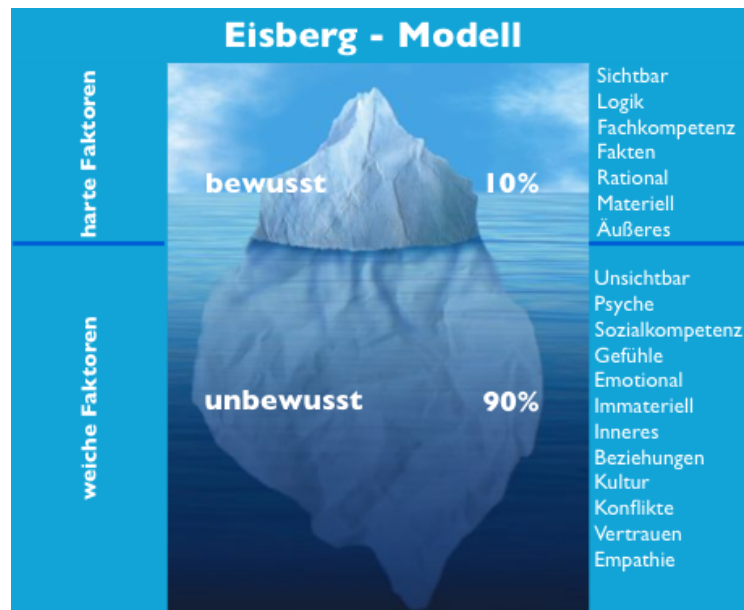 Eisberg - Modell
harte Faktoren
bewusst 10%
Sichtbar
Logik
Fachkompetenz
Fakten
Rational
Materiell
Äußeres
weiche Faktoren
unbewusst 90%
Unsichtbar
Psyche
Sozialkompetenz
Gefühle
Emotional
Immateriell
Inneres
Beziehungen
Kultur
Konflikte
Vertrauen
Empathie